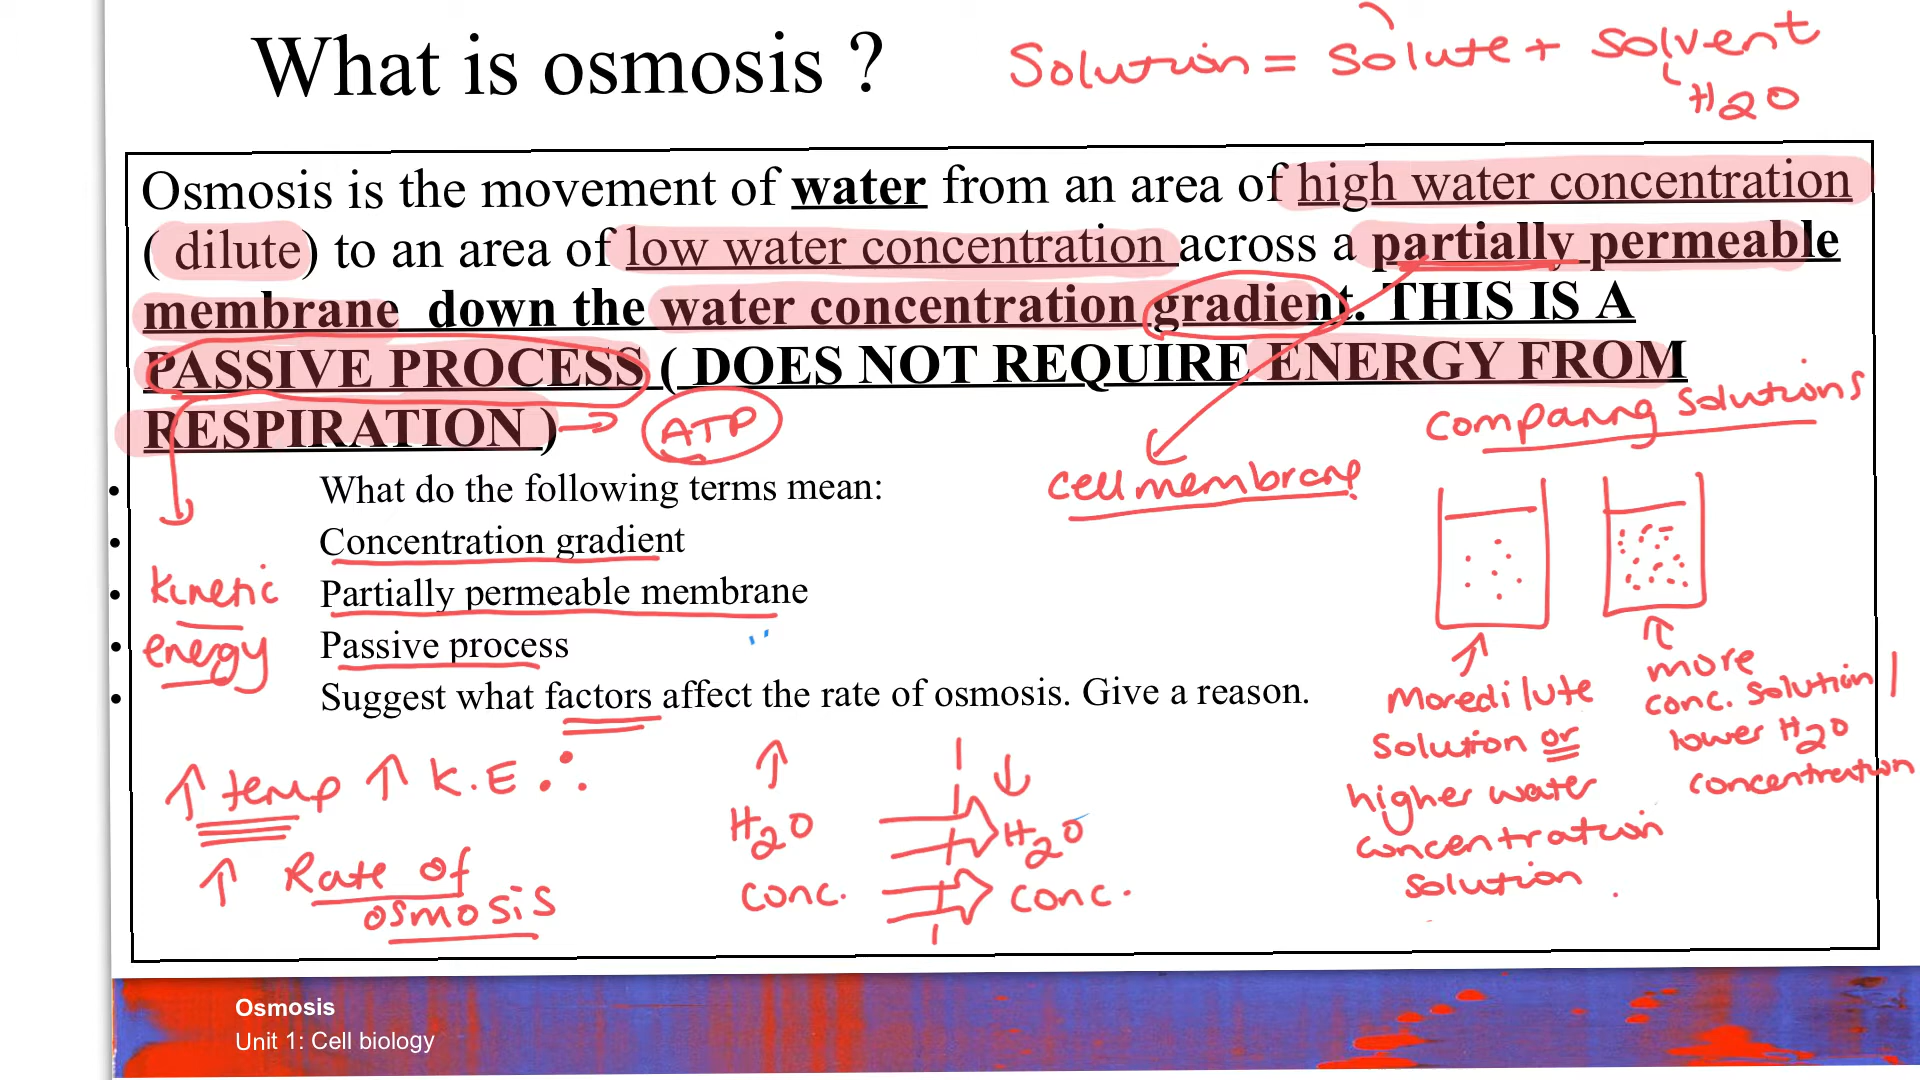 What is osmosis ?
Solution = Solute + Solvent
H2O
Osmosis is the movement of water from an area of high water concentration
( dilute) to an area of low water concentration across a partially permeable
membrane down the water concentration gradient. THIS IS A
PASSIVE PROCESS ( DOES NOT REQUIRE ENERGY FROM
RESPIRATION )
ATP
Comparing Solutions
cell membrane
• What do the following terms mean:
• Concentration gradient
• Partially permeable membrane
• Passive process
• Suggest what factors affect the rate of osmosis. Give a reason.
Kinetic
energy
↑ temp ↑ K.E ∴
↑ Rate of
osmosis
↑
H2O
conc.
↓
H2O
conc.
More dilute
Solution or
higher water
concentration
solution
more
conc. solution |
lower H2O
concentration
Osmosis
Unit 1: Cell biology